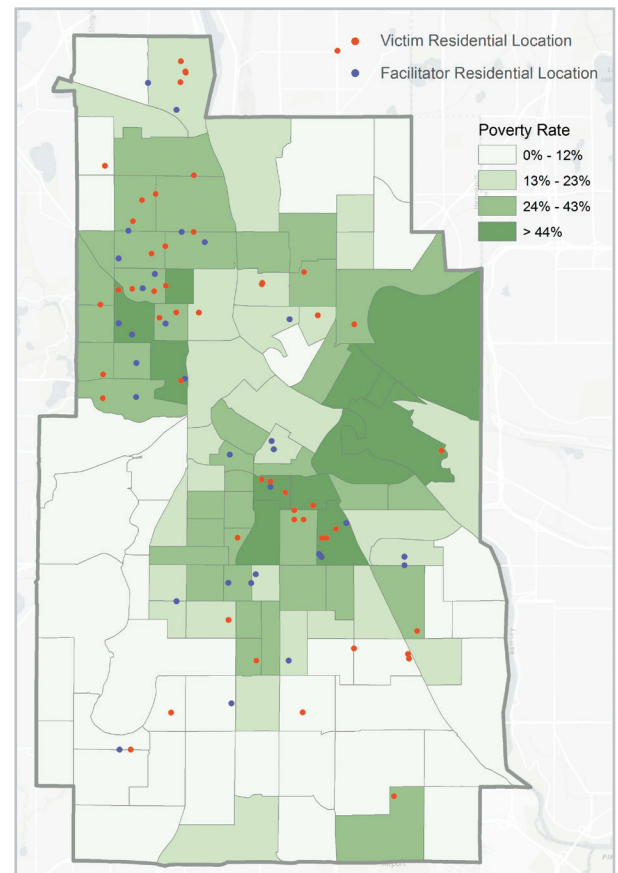 Victim Residential Location
Facilitator Residential Location
Poverty Rate
0% - 12%
13% - 23%
24% - 43%
> 44%